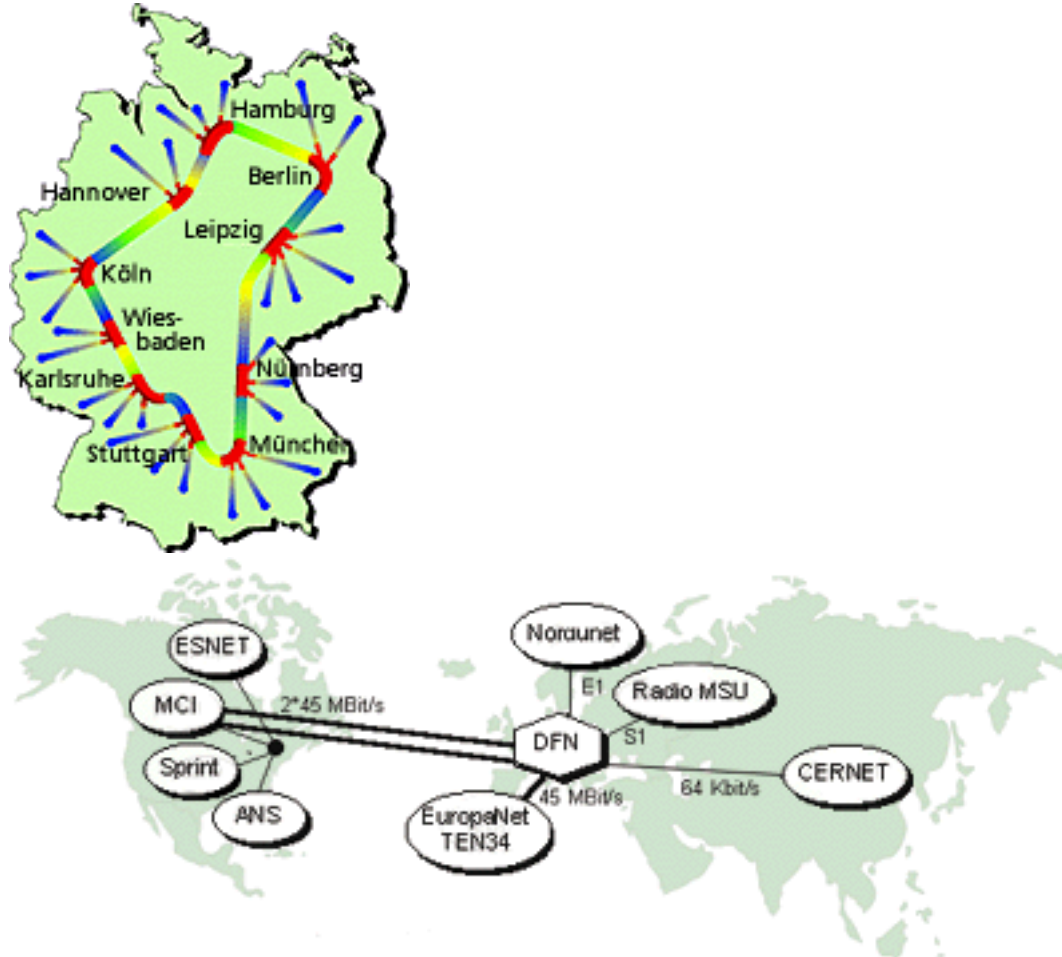 Hamburg
Berlin
Hannover
Leipzig
Köln
Wies-
baden
Nürnberg
Karlsruhe
München
Stuttgart
Nordunet
ESNET
E1
Radio MSU
MCI
2*45 MBit/s
S1
DFN
Sprint
CERNET
64 Kbit/s
45 MBit/s
ANS
EuropaNet
TEN34